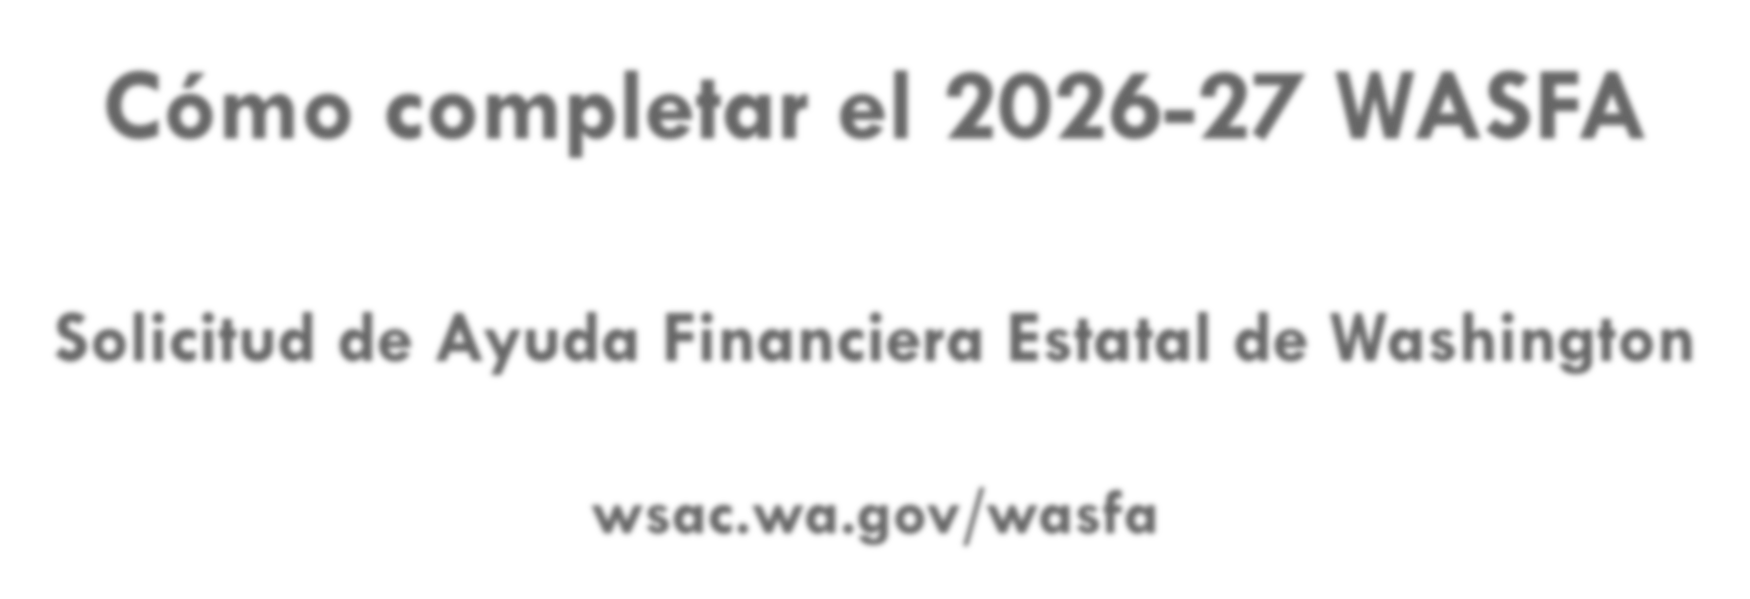 Cómo completar el 2026-27 WASFA
Solicitud de Ayuda Financiera Estatal de Washington
wsac.wa.gov/wasfa